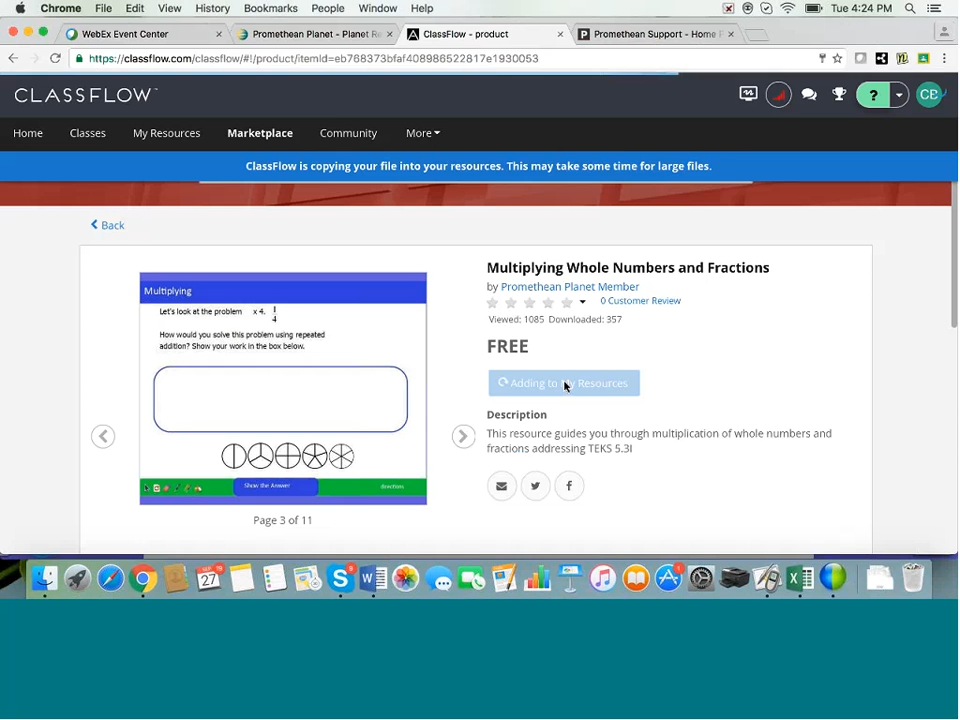 Chrome File Edit View History Bookmarks People Window Help Tue 4:24 PM
WebEx Event Center × Promethean Planet - Planet Re × ClassFlow - product × Promethean Support - Home P ×
https://classflow.com/classflow/#!/product/itemId=eb768373bfaf408986522817e1930053
CLASSFLOW ? CE
Home Classes My Resources Marketplace Community More
ClassFlow is copying your file into your resources. This may take some time for large files.
Back
Multiplying Whole Numbers and Fractions
by Promethean Planet Member
0 Customer Review
Viewed: 1085 Downloaded: 357
FREE
Adding to My Resources
Description
This resource guides you through multiplication of whole numbers and
fractions addressing TEKS 5.3I
Multiplying
Let's look at the problem x 4. 1/4
How would you solve this problem using repeated
addition? Show your work in the box below.
Show the Answer directions
Page 3 of 11